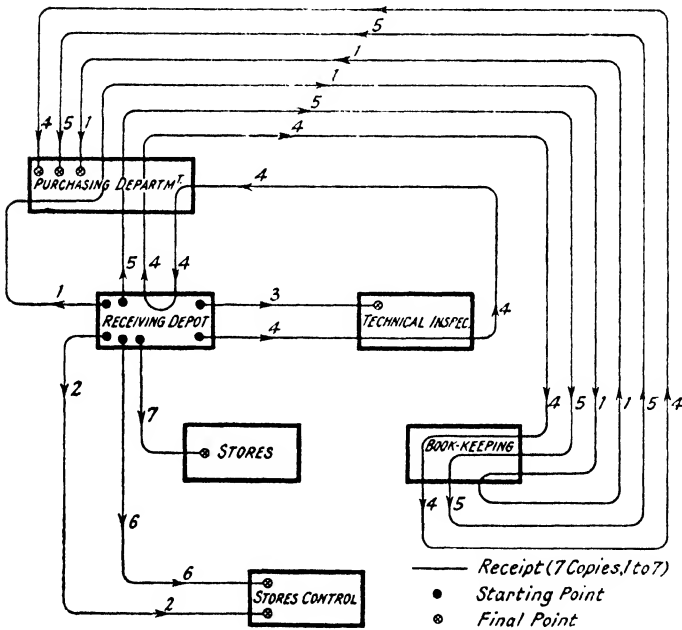 4
5
1
1
5
4
4 5 1
PURCHASING DEPARTMT.
4
5 4 4
1
3
RECEIVING DEPOT
TECHNICAL INSPEC.
4
4
2
7
4 5 1 1 5 4
STORES
BOOK-KEEPING
4 5
6
6
2
STORES CONTROL
Receipt (7 Copies, 1 to 7)
Starting Point
Final Point